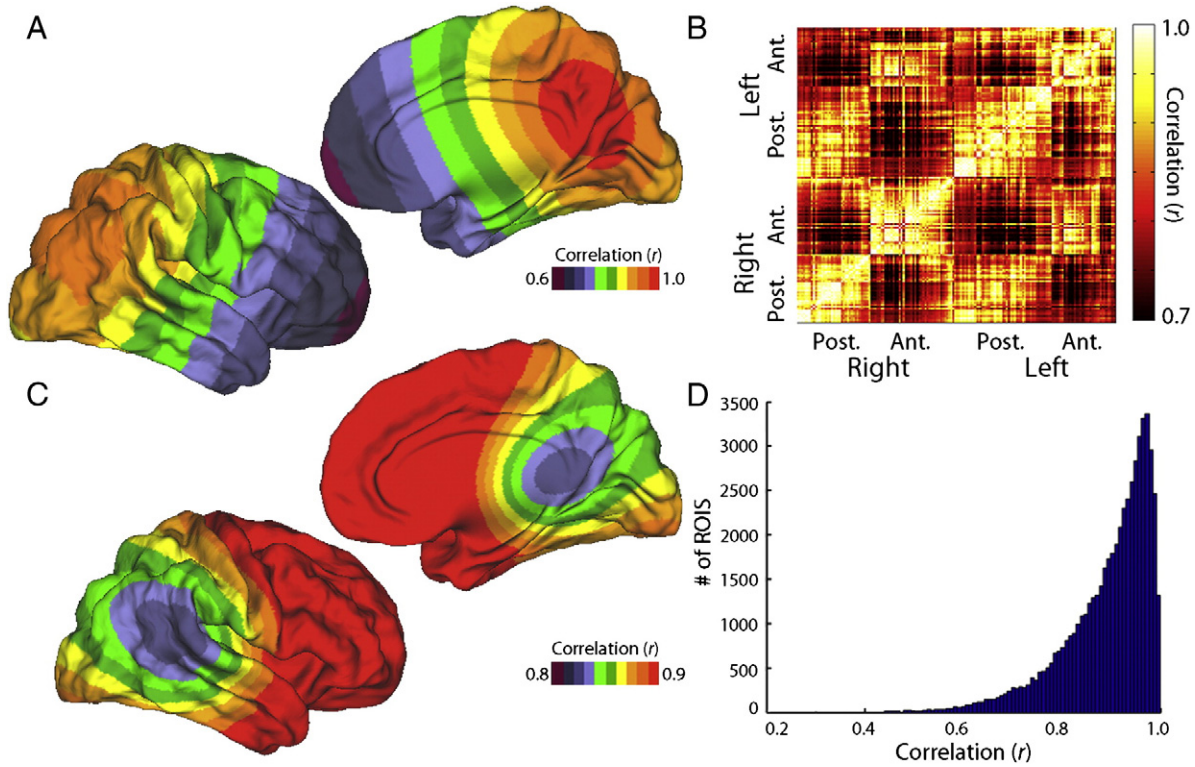 A
Correlation (r)
0.6 1.0
B
Left
Ant.
Post.
Right
Ant.
Post.
Post. Ant. Post. Ant.
Right Left
1.0
Correlation (r)
0.7
C
Correlation (r)
0.8 0.9
D
3500
3000
2500
2000
1500
1000
500
0
# of ROIS
0.2 0.4 0.6 0.8 1.0
Correlation (r)